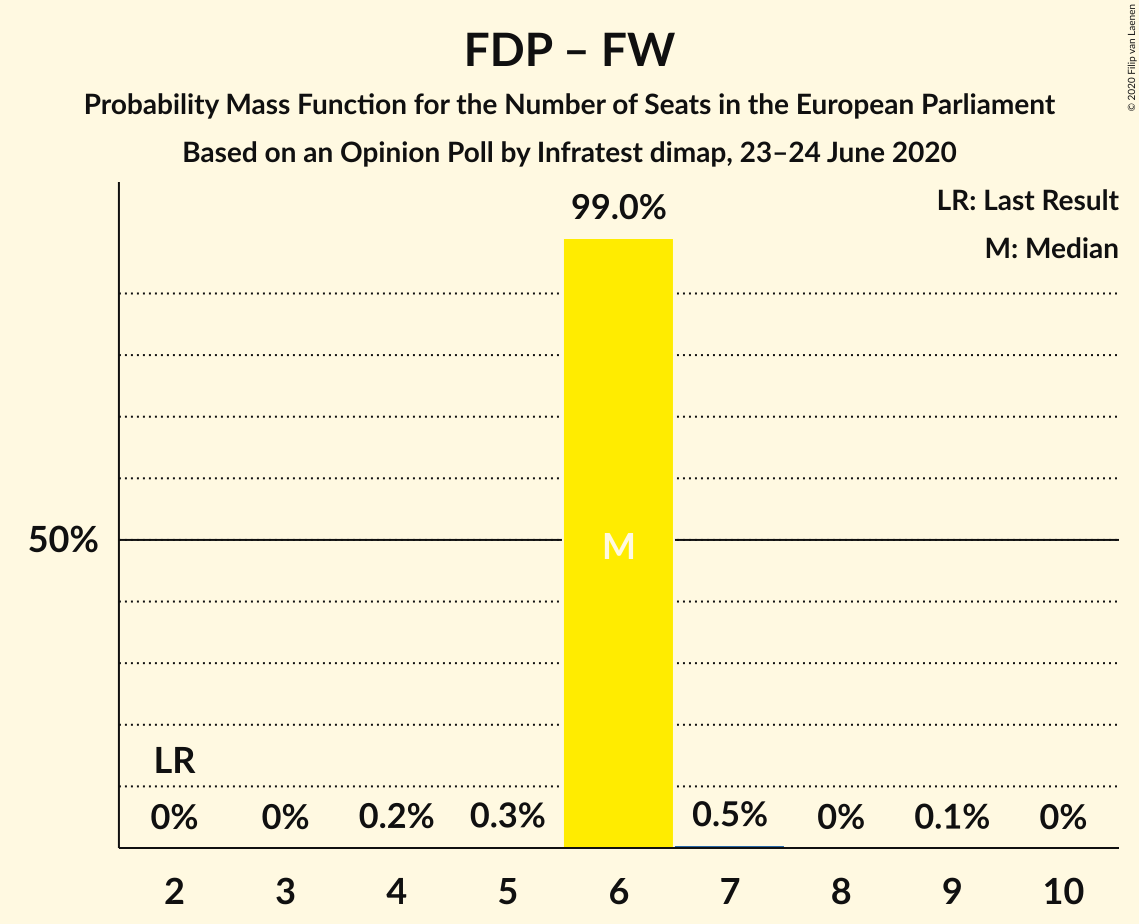 FDP – FW
Probability Mass Function for the Number of Seats in the European Parliament
Based on an Opinion Poll by Infratest dimap, 23–24 June 2020
© 2020 Filip van Laenen
LR: Last Result
M: Median
99.0%
50%
M
LR
0% 0% 0.2% 0.3% 0.5% 0% 0.1% 0%
2 3 4 5 6 7 8 9 10